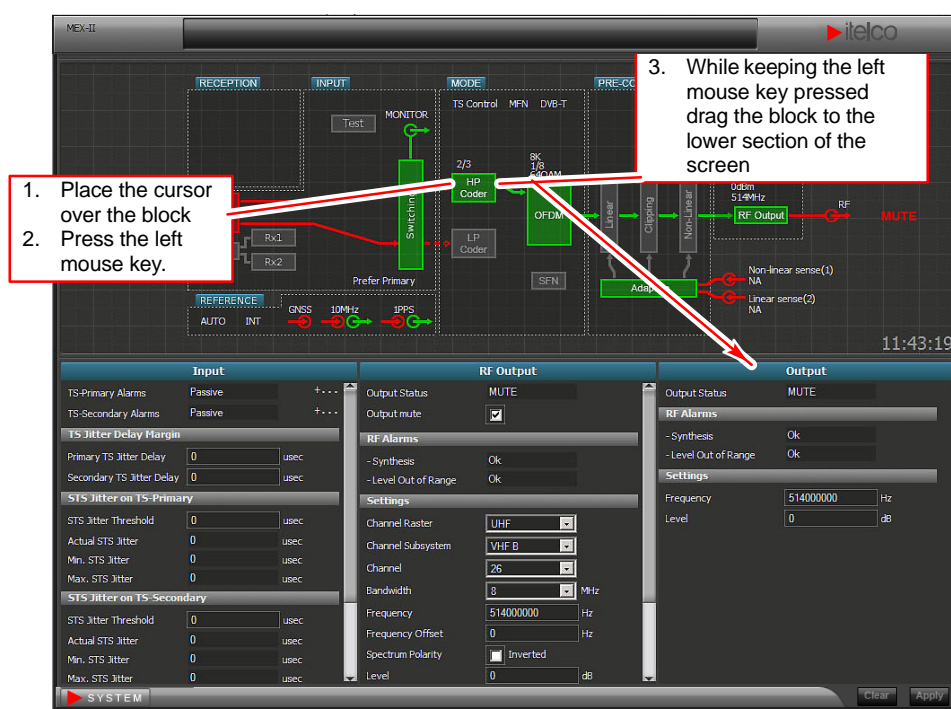 MEX-II
itelco
3. While keeping the left
mouse key pressed
drag the block to the
lower section of the
screen
RECEPTION
INPUT
MODE
TS Control MFN DVB-T
Test
MONITOR
2/3
8K
1/8
64QAM
1. Place the cursor
over the block
2. Press the left
mouse key.
HP
Coder
Switching
OFDM
Linear
Clipping
Non-Linear
0dBm
514MHz
RF Output
RF
MUTE
Rx1
Rx2
LP
Coder
SFN
Prefer Primary
Non-linear sense(1)
NA
Linear sense(2)
NA
REFERENCE
AUTO INT
GNSS 10MHz 1PPS
11:43:19
Input
TS-Primary Alarms Passive +---
TS-Secondary Alarms Passive +---
TS Jitter Delay Margin
Primary TS Jitter Delay 0 usec
Secondary TS Jitter Delay 0 usec
STS Jitter on TS-Primary
STS Jitter Threshold 0 usec
Actual STS Jitter 0 usec
Min. STS Jitter 0 usec
Max. STS Jitter 0 usec
STS Jitter on TS-Secondary
STS Jitter Threshold 0 usec
Actual STS Jitter 0 usec
Min. STS Jitter 0 usec
Max. STS Jitter 0 usec
RF Output
Output Status MUTE
Output mute
RF Alarms
-Synthesis Ok
-Level Out of Range Ok
Settings
Channel Raster UHF
Channel Subsystem VHF B
Channel 26
Bandwidth 8 MHz
Frequency 514000000 Hz
Frequency Offset 0 Hz
Spectrum Polarity Inverted
Level 0 dB
Output
Output Status MUTE
RF Alarms
-Synthesis Ok
-Level Out of Range Ok
Settings
Frequency 514000000 Hz
Level 0 dB
SYSTEM
Clear Apply